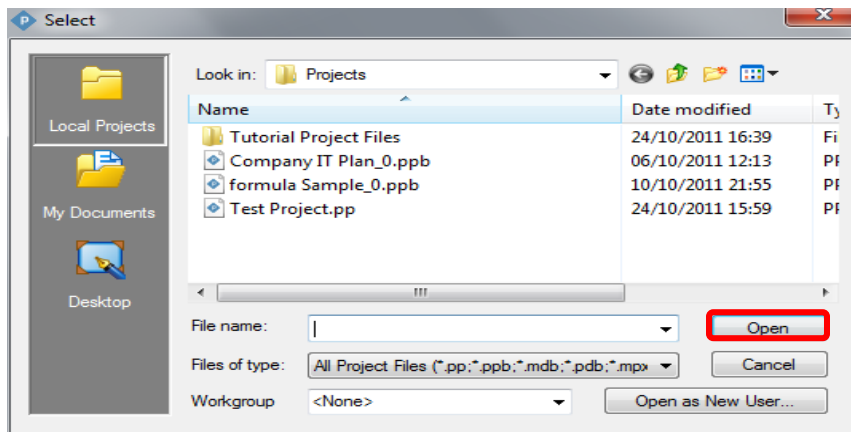 Select
Look in: Projects
Name Date modified Ty
Local Projects
Tutorial Project Files 24/10/2011 16:39 Fi
Company IT Plan_0.ppb 06/10/2011 12:13 PF
formula Sample_0.ppb 10/10/2011 21:55 PF
Test Project.pp 24/10/2011 15:59 PF
My Documents
Desktop
File name: Open
Files of type: All Project Files (*.pp;*.ppb;*.mdb;*.pdb;*.mpx Cancel
Workgroup <None> Open as New User...